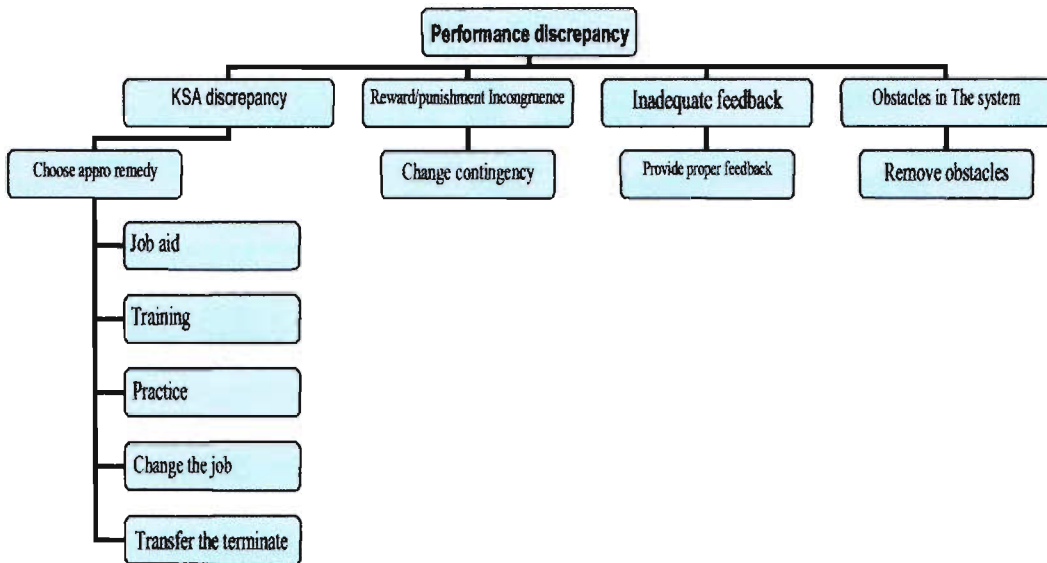 Performance discrepancy
KSA discrepancy
Reward/punishment Incongruence
Inadequate feedback
Obstacles in The system
Choose appro remedy
Change contingency
Provide proper feedback
Remove obstacles
Job aid
Training
Practice
Change the job
Transfer the terminate